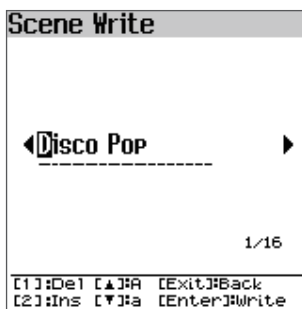 Scene Write
◀Disco Pop ▶
1/16
[1]:Del [▲]:A [Exit]:Back
[2]:Ins [▼]:a [Enter]:Write